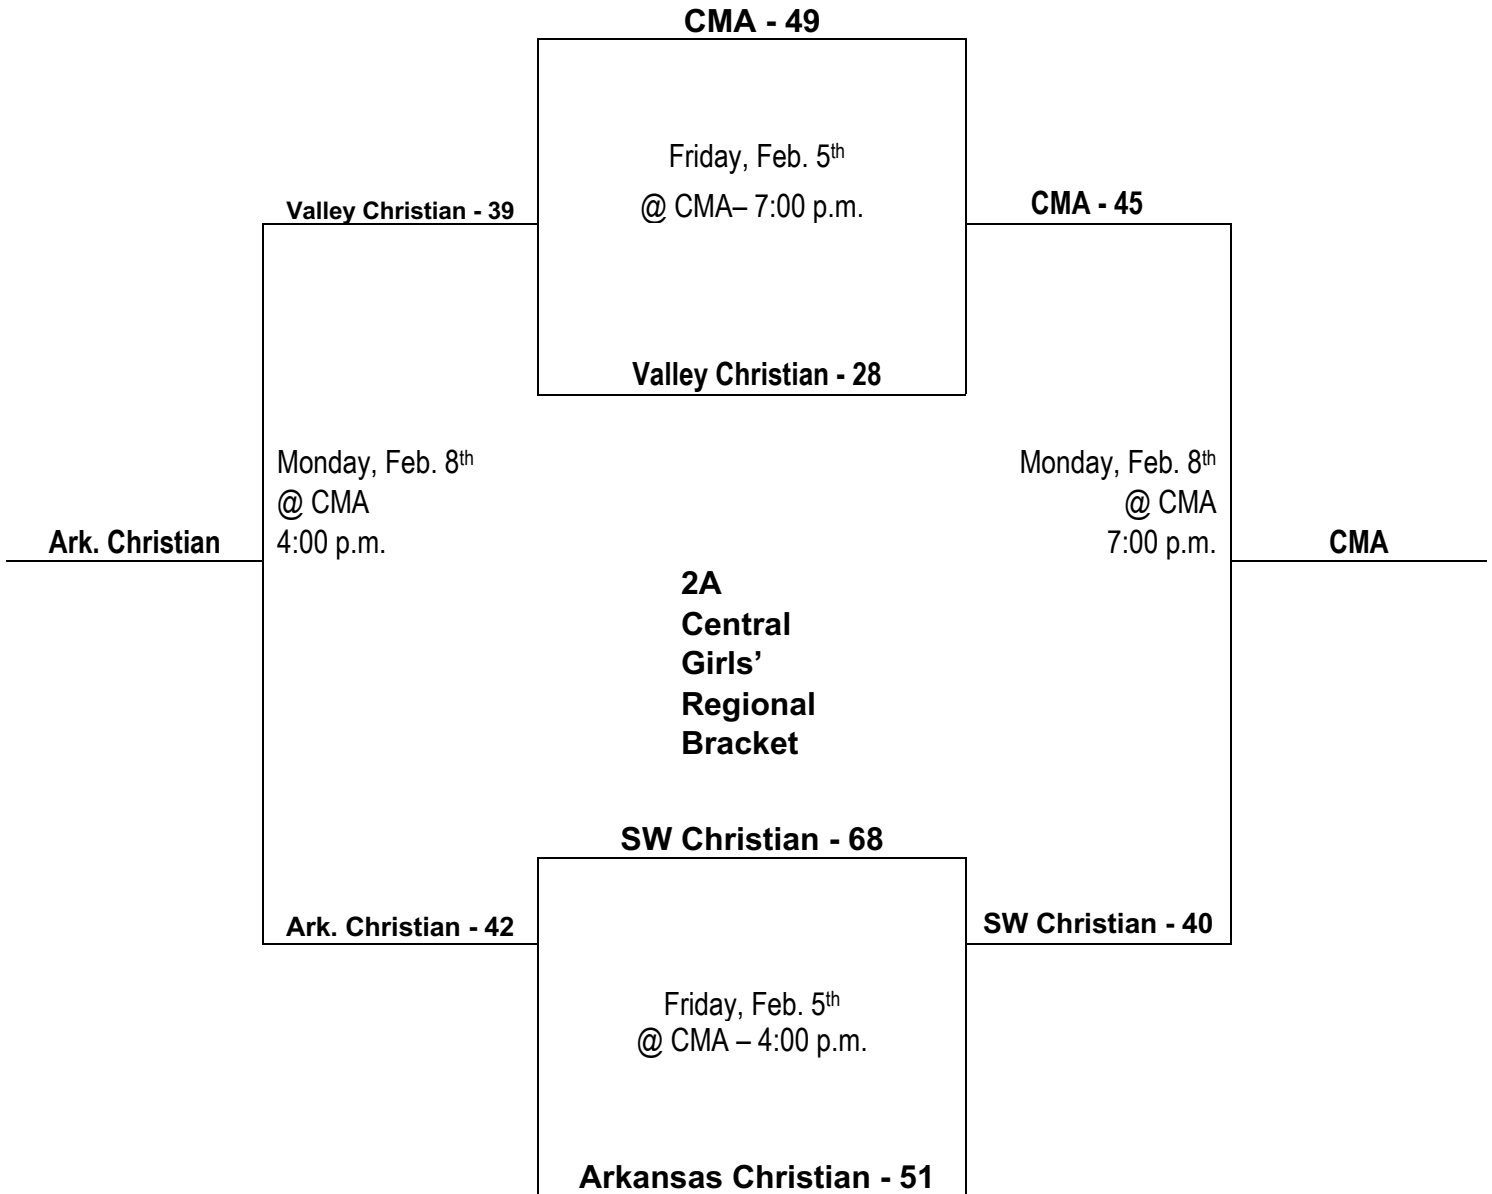 CMA - 49
Friday, Feb. 5th
@ CMA– 7:00 p.m.
Valley Christian - 39
CMA - 45
Valley Christian - 28
Monday, Feb. 8th
@ CMA
4:00 p.m.
Monday, Feb. 8th
@ CMA
7:00 p.m.
Ark. Christian
CMA
2A
Central
Girls’
Regional
Bracket
SW Christian - 68
Ark. Christian - 42
SW Christian - 40
Friday, Feb. 5th
@ CMA – 4:00 p.m.
Arkansas Christian - 51